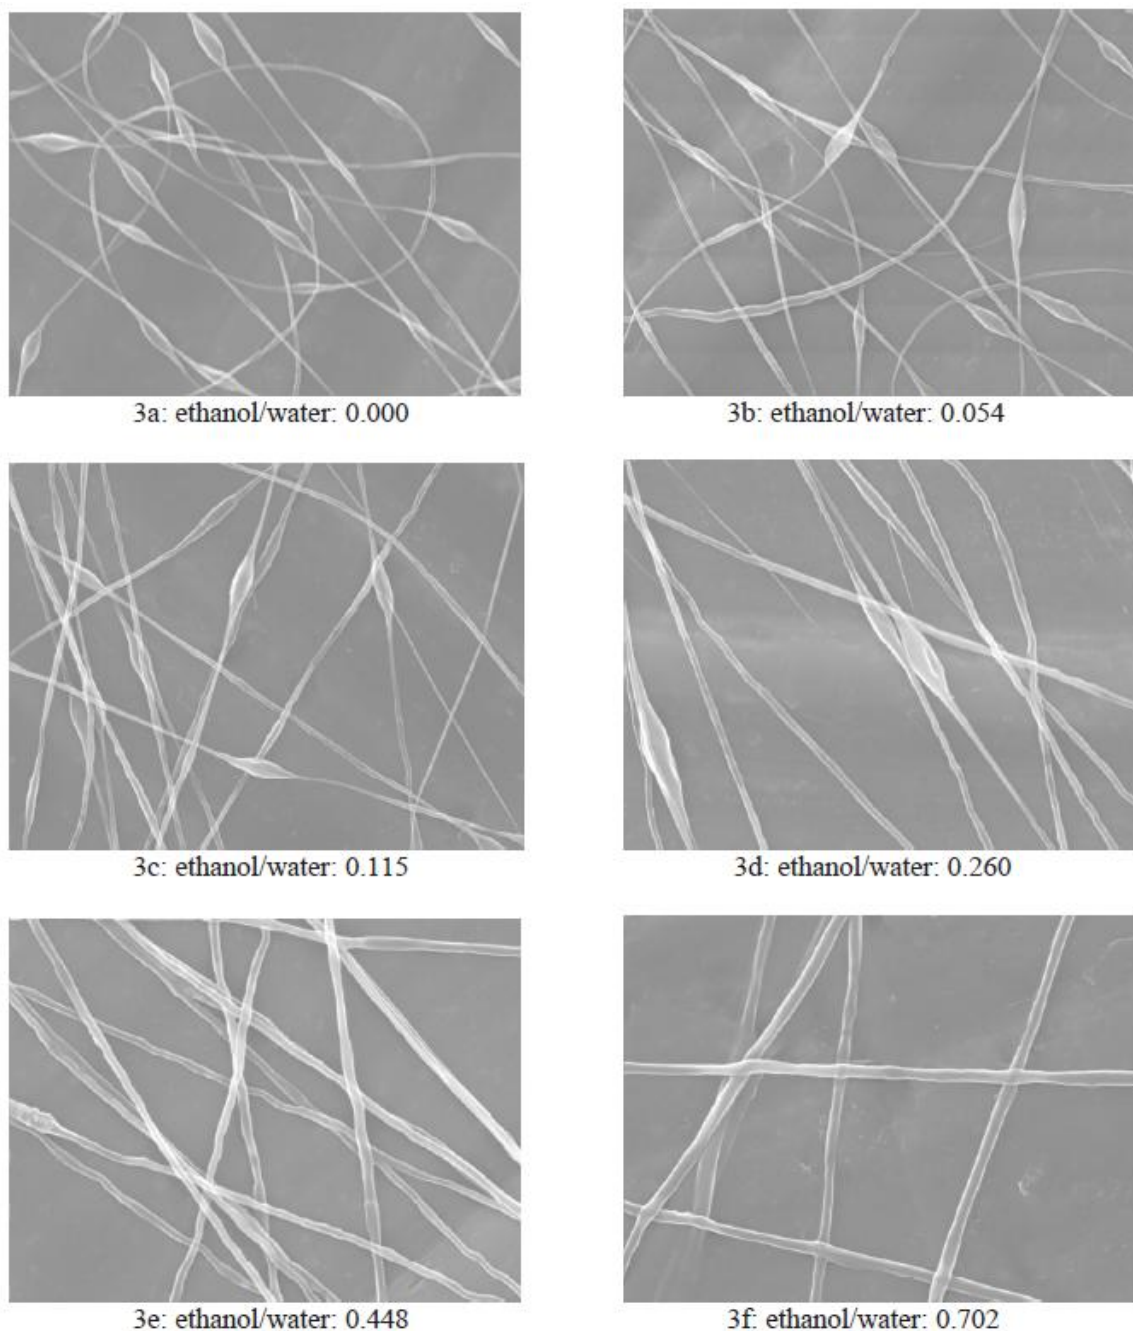 3a: ethanol/water: 0.000
3b: ethanol/water: 0.054
3c: ethanol/water: 0.115
3d: ethanol/water: 0.260
3e: ethanol/water: 0.448
3f: ethanol/water: 0.702